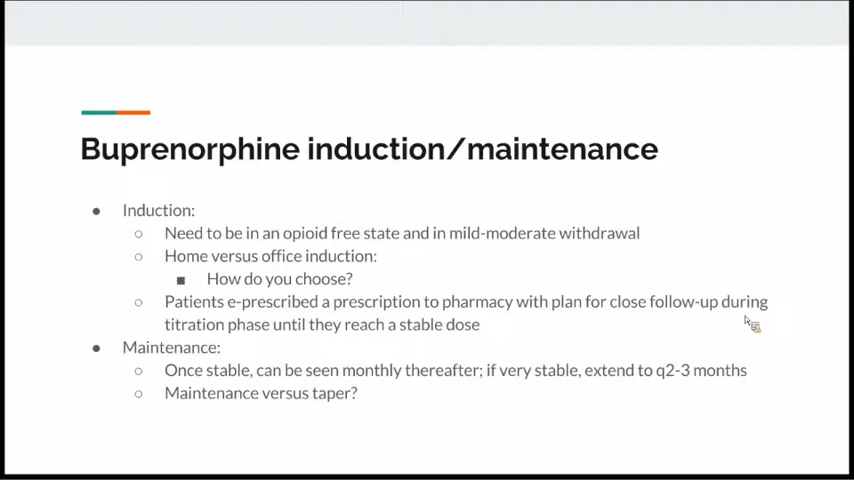 Buprenorphine induction/maintenance
● Induction:
○ Need to be in an opioid free state and in mild-moderate withdrawal
○ Home versus office induction:
■ How do you choose?
○ Patients e-prescribed a prescription to pharmacy with plan for close follow-up during
titration phase until they reach a stable dose
● Maintenance:
○ Once stable, can be seen monthly thereafter; if very stable, extend to q2-3 months
○ Maintenance versus taper?